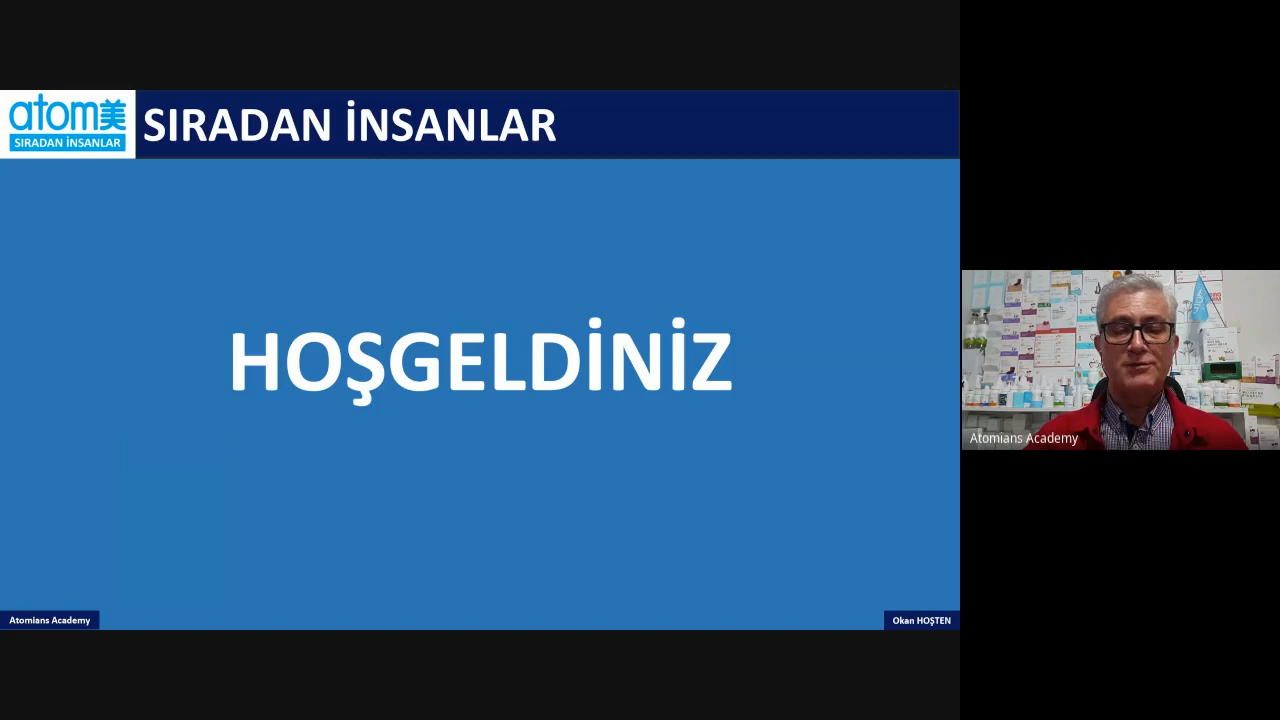 atom美
SIRADAN İNSANLAR
SIRADAN İNSANLAR
HOŞGELDİNİZ
Atomians Academy
Okan HOŞTEN
Atomians Academy